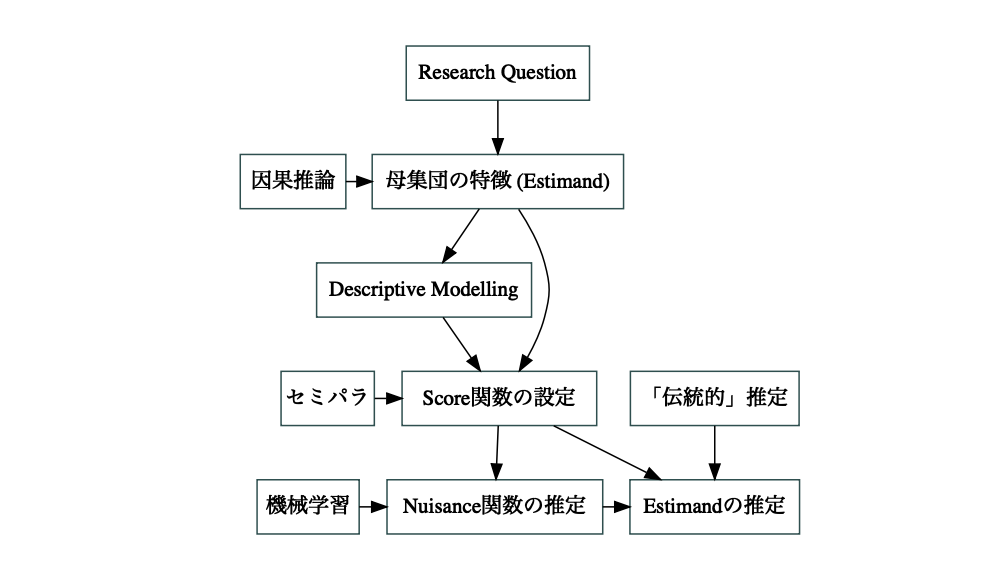 Research Question
因果推論
母集団の特徴 (Estimand)
Descriptive Modelling
セミパラ
Score関数の設定
「伝統的」推定
機械学習
Nuisance関数の推定
Estimandの推定